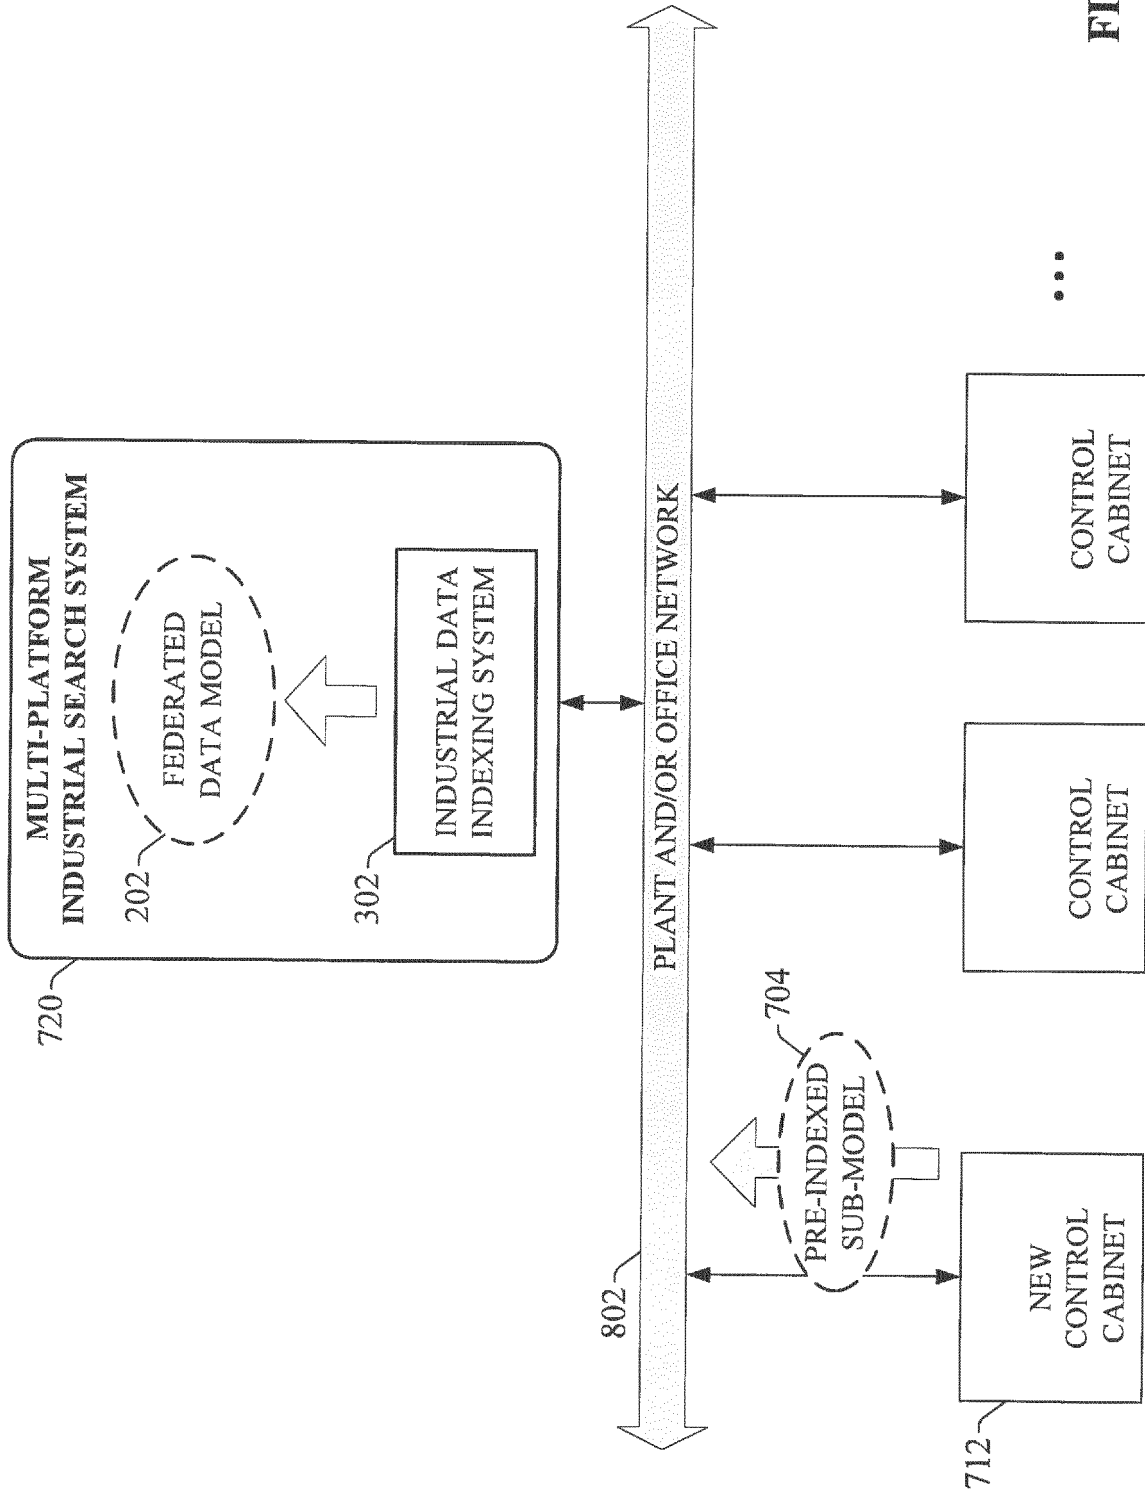 720
MULTI-PLATFORM
INDUSTRIAL SEARCH SYSTEM
202
FEDERATED
DATA MODEL
302
INDUSTRIAL DATA
INDEXING SYSTEM
802
PLANT AND/OR OFFICE NETWORK
704
PRE-INDEXED
SUB-MODEL
712
NEW
CONTROL
CABINET
CONTROL
CABINET
CONTROL
CABINET
...